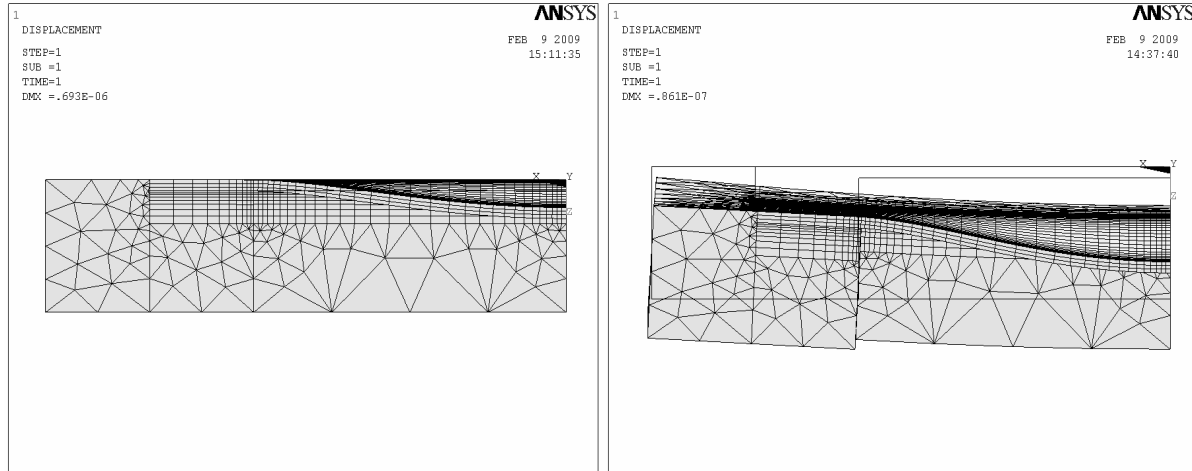 1
ANSYS
DISPLACEMENT
FEB 9 2009
STEP=1
15:11:35
SUB =1
TIME=1
DMX =.693E-06
X Y
Z
1
ANSYS
DISPLACEMENT
FEB 9 2009
STEP=1
14:37:40
SUB =1
TIME=1
DMX =.861E-07
X Y
Z